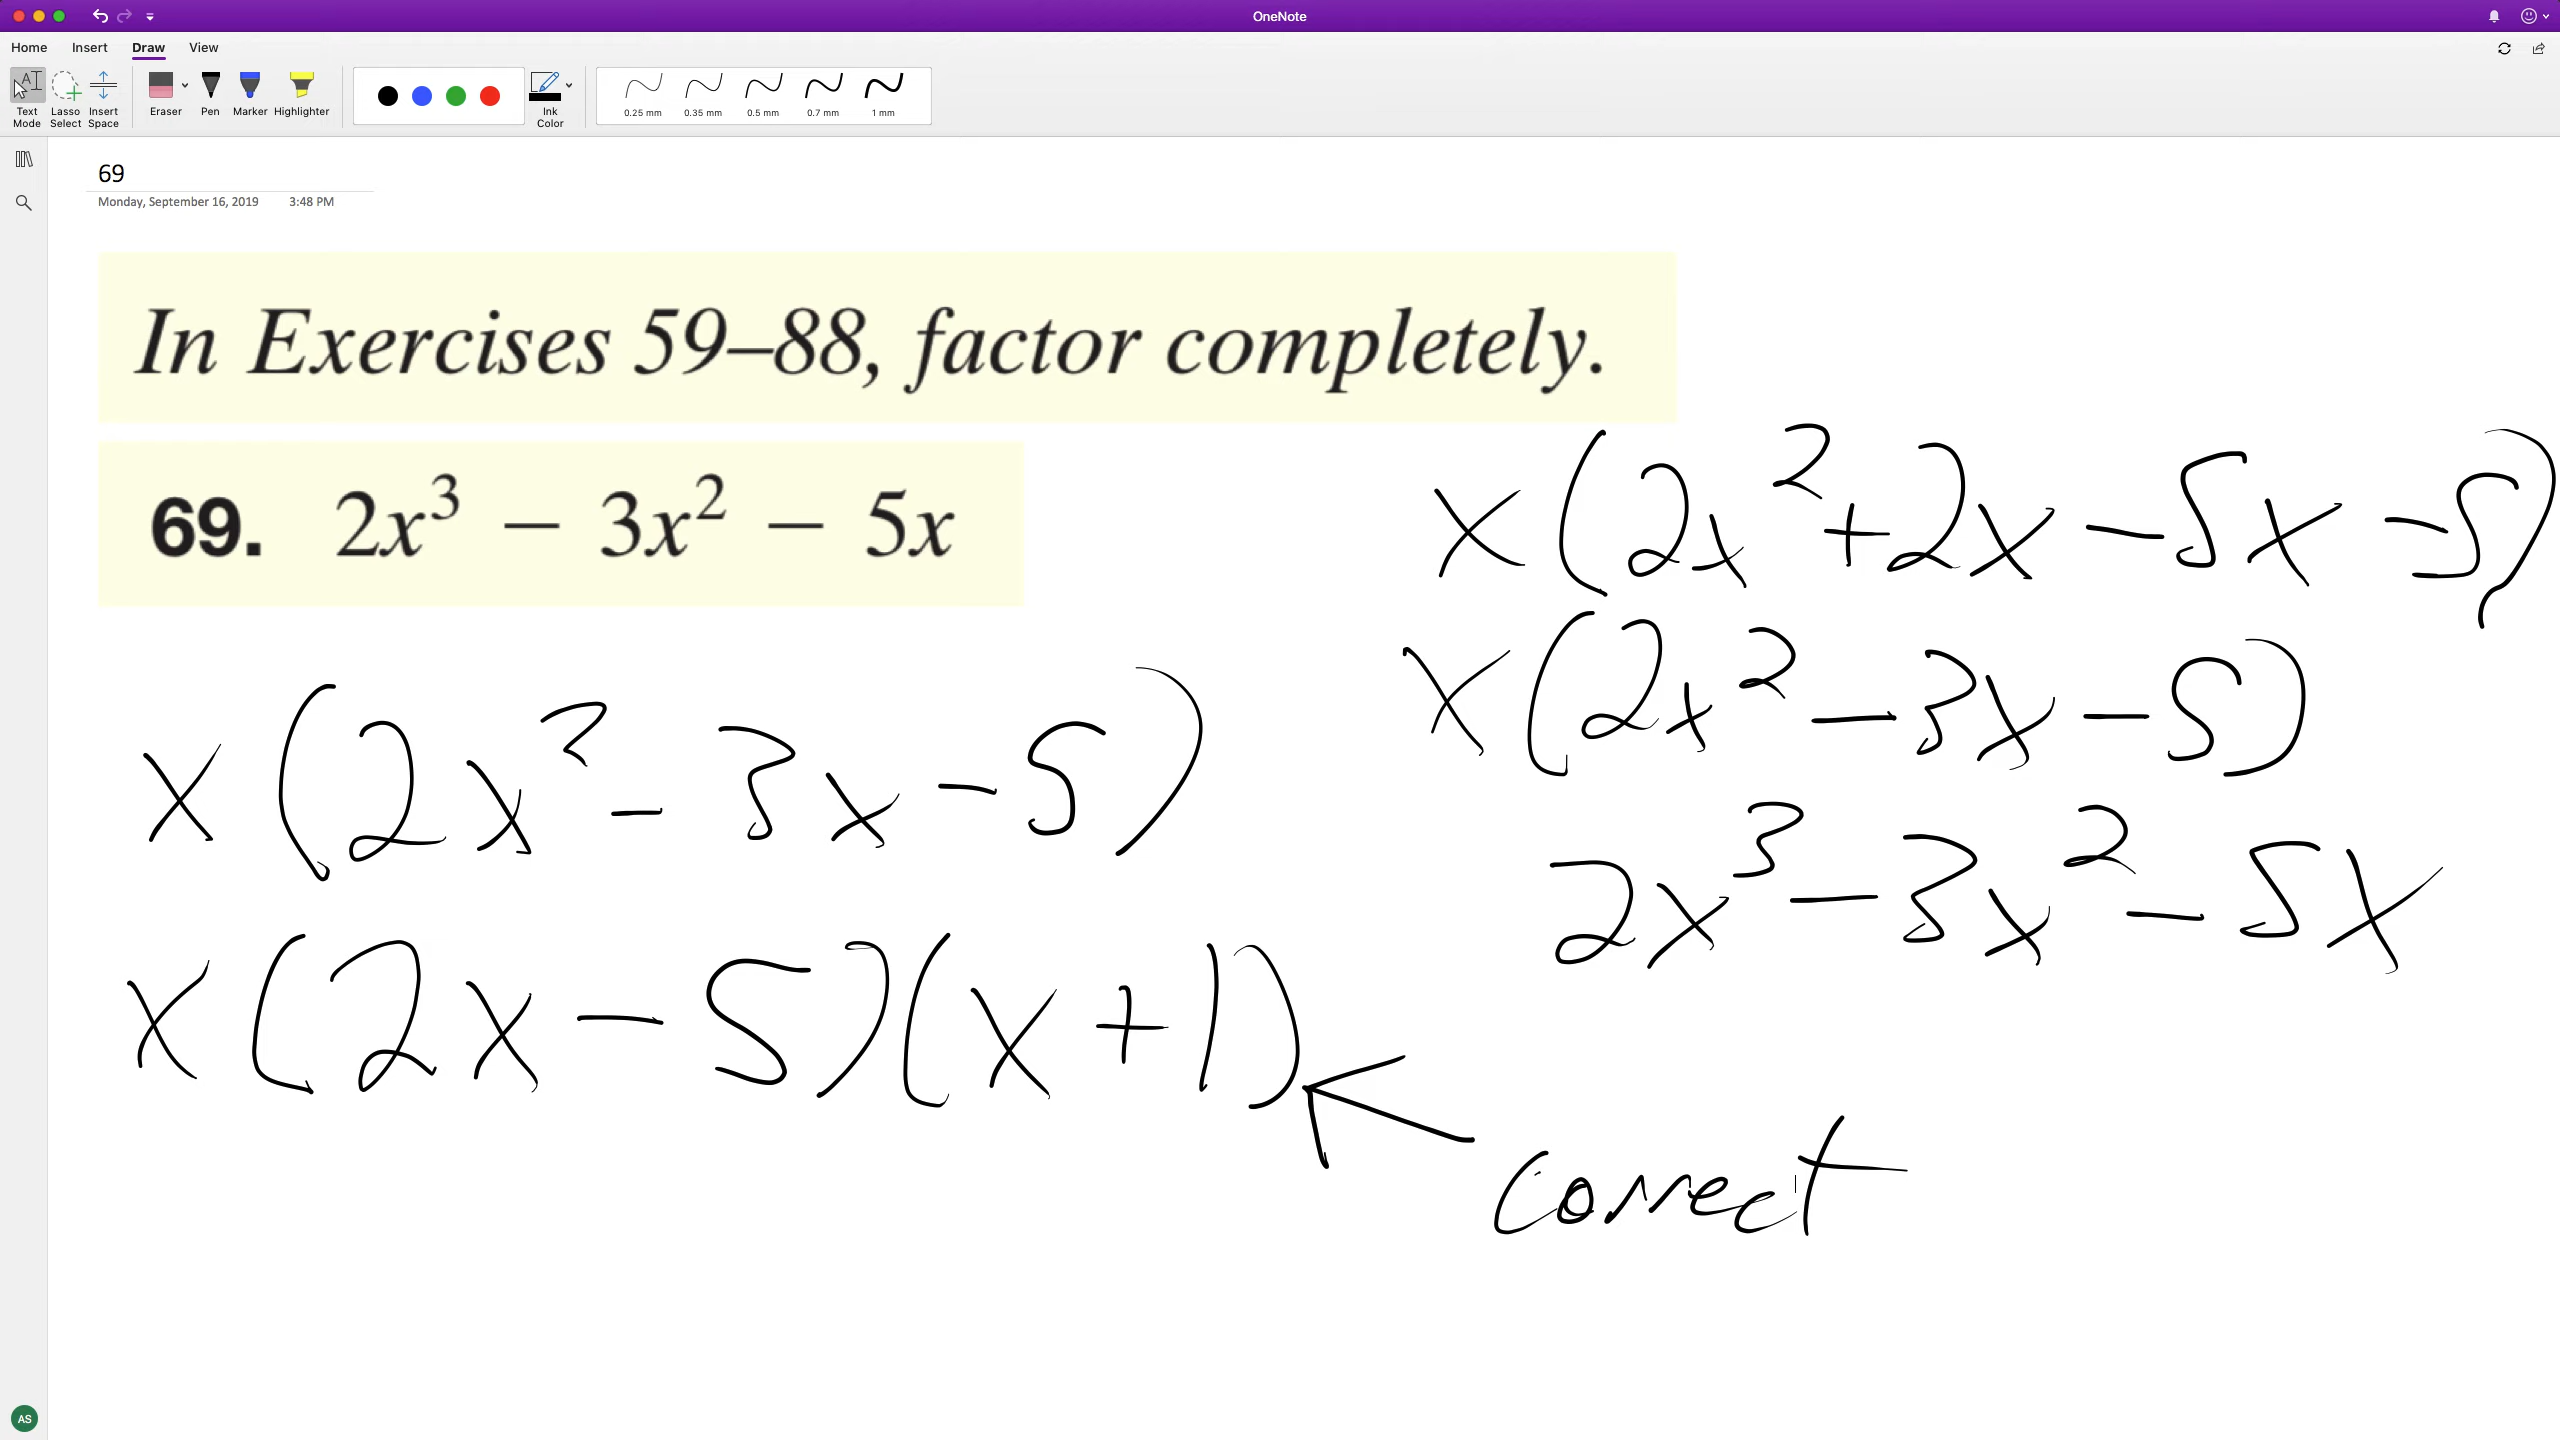 OneNote
Home Insert Draw View
Text Mode Lasso Select Insert Space Eraser Pen Marker Highlighter Ink Color 0.25 mm 0.35 mm 0.5 mm 0.7 mm 1 mm
69
Monday, September 16, 2019 3:48 PM
In Exercises 59–88, factor completely.
69. 2x³ − 3x² − 5x
x(2x² - 3x - 5)
x(2x - 5)(x + 1)
x(2x² + 2x - 5x - 5)
x(2x² - 3x - 5)
2x³ - 3x² - 5x
correct
AS